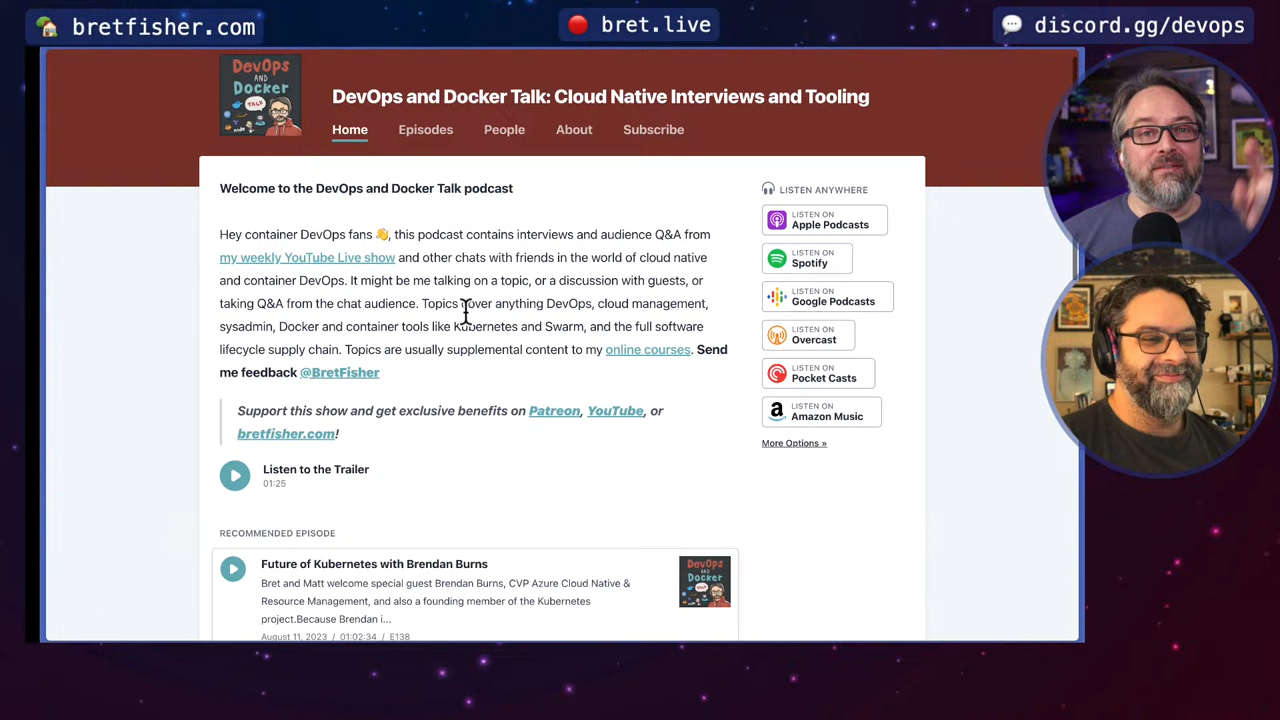 bretfisher.com
bret.live
discord.gg/devops
DevOps
AND
Docker
TALK
DevOps and Docker Talk: Cloud Native Interviews and Tooling
Home Episodes People About Subscribe
Welcome to the DevOps and Docker Talk podcast
Hey container DevOps fans 👋, this podcast contains interviews and audience Q&A from
my weekly YouTube Live show and other chats with friends in the world of cloud native
and container DevOps. It might be me talking on a topic, or a discussion with guests, or
taking Q&A from the chat audience. Topics cover anything DevOps, cloud management,
sysadmin, Docker and container tools like Kubernetes and Swarm, and the full software
lifecycle supply chain. Topics are usually supplemental content to my online courses. Send
me feedback @BretFisher
Support this show and get exclusive benefits on Patreon, YouTube, or
bretfisher.com!
Listen to the Trailer
01:25
RECOMMENDED EPISODE
Future of Kubernetes with Brendan Burns
Bret and Matt welcome special guest Brendan Burns, CVP Azure Cloud Native &
Resource Management, and also a founding member of the Kubernetes
project.Because Brendan i...
August 11, 2023 / 01:02:34 / E138
DevOps
AND
Docker
TALK
LISTEN ANYWHERE
LISTEN ON
Apple Podcasts
LISTEN ON
Spotify
LISTEN ON
Google Podcasts
LISTEN ON
Overcast
LISTEN ON
Pocket Casts
LISTEN ON
Amazon Music
More Options »